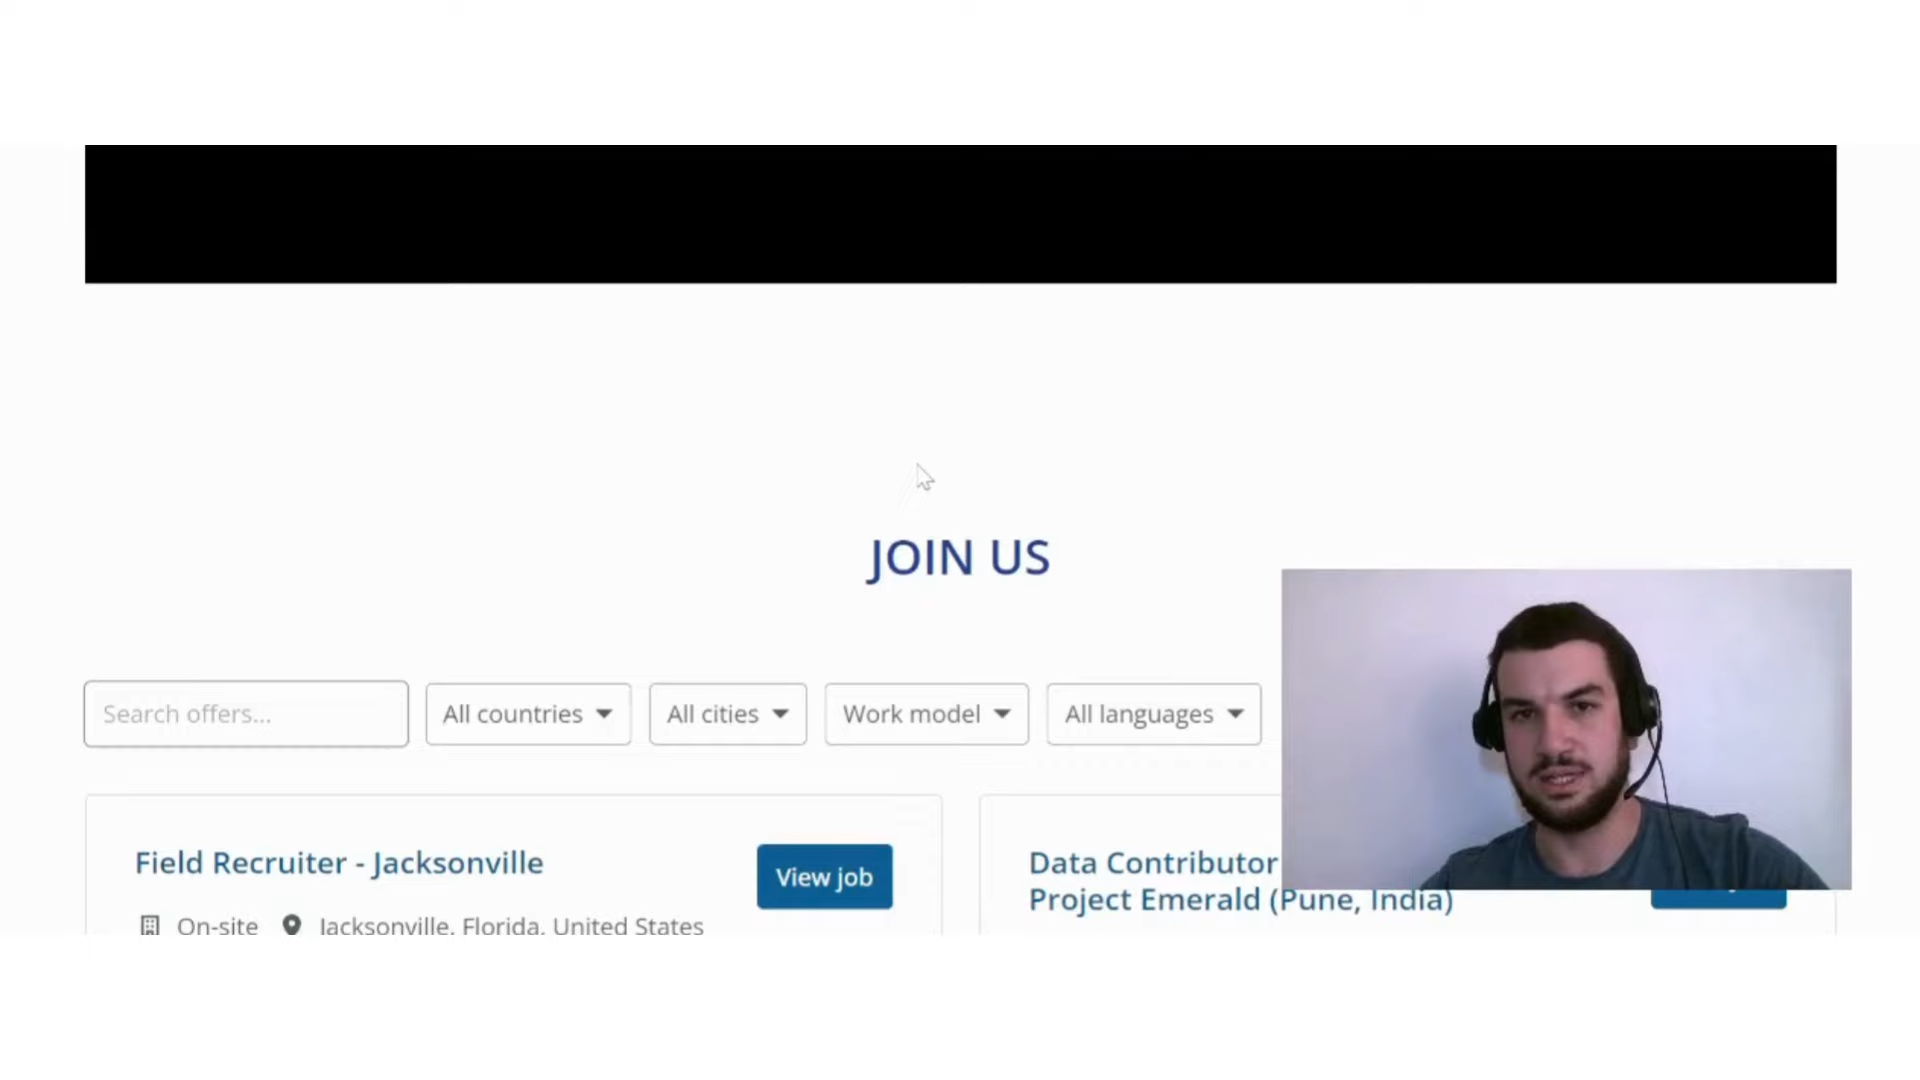 JOIN US
Search offers...
All countries
All cities
Work model
All languages
Field Recruiter - Jacksonville
View job
On-site
Jacksonville, Florida, United States
Data Contributor
Project Emerald (Pune, India)